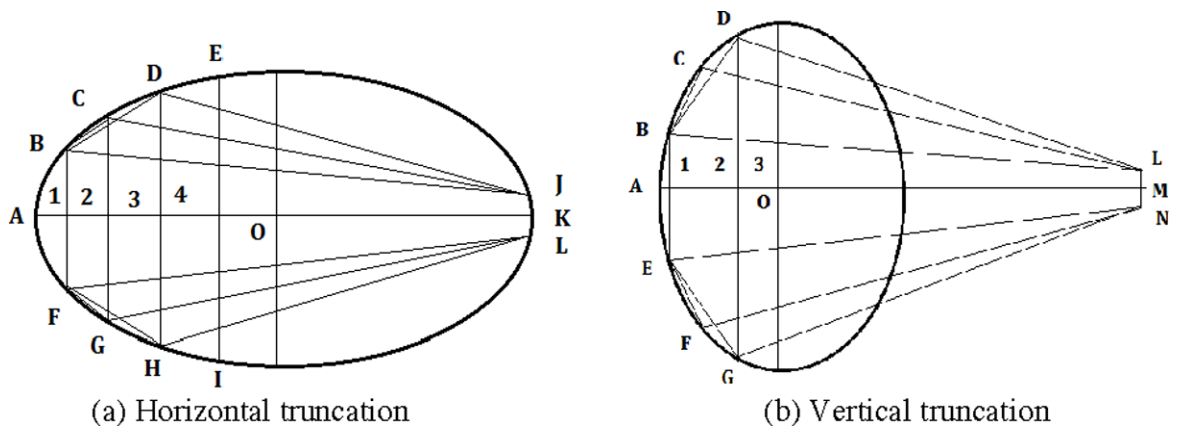 E
D
C
B
1 2 3 4
J
A
O
K
L
F
G
H
I
(a) Horizontal truncation
D
C
B
1 2 3
L
A
O
M
N
E
F
G
(b) Vertical truncation